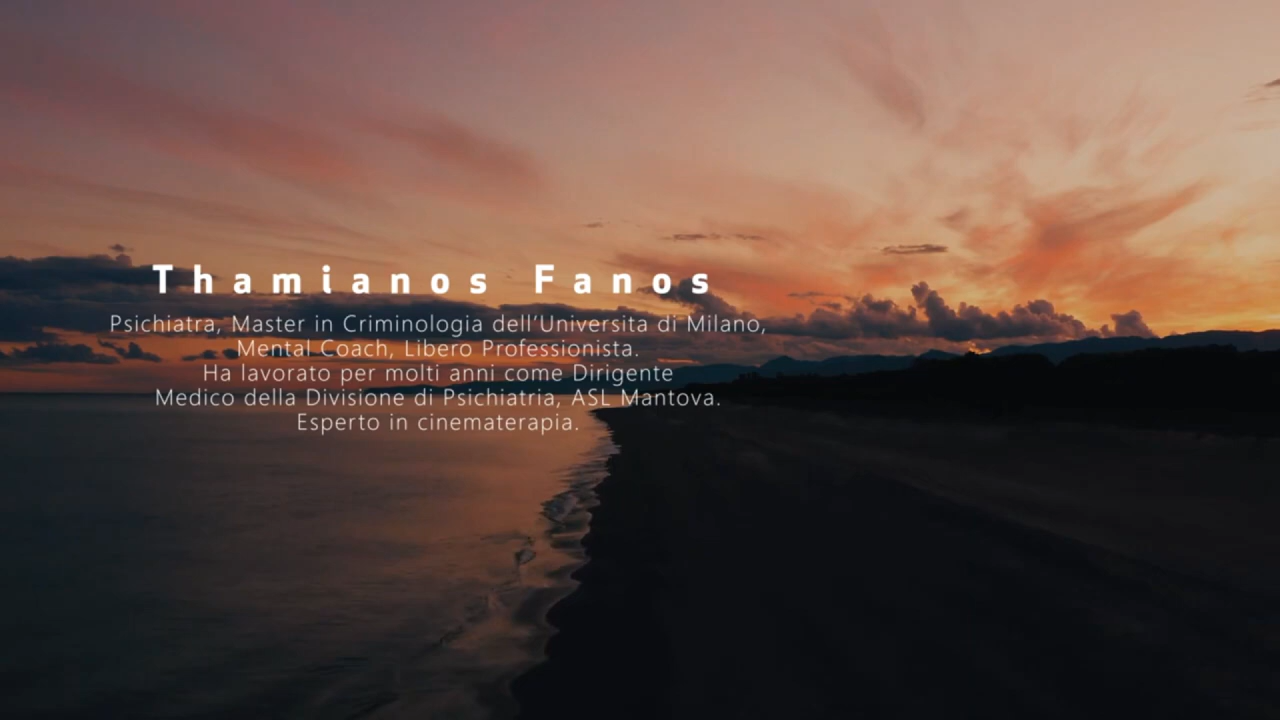 Thamianos Fanos
Psichiatra, Master in Criminologia dell'Universita di Milano,
Mental Coach, Libero Professionista.
Ha lavorato per molti anni come Dirigente
Medico della Divisione di Psichiatria, ASL Mantova.
Esperto in cinematerapia.